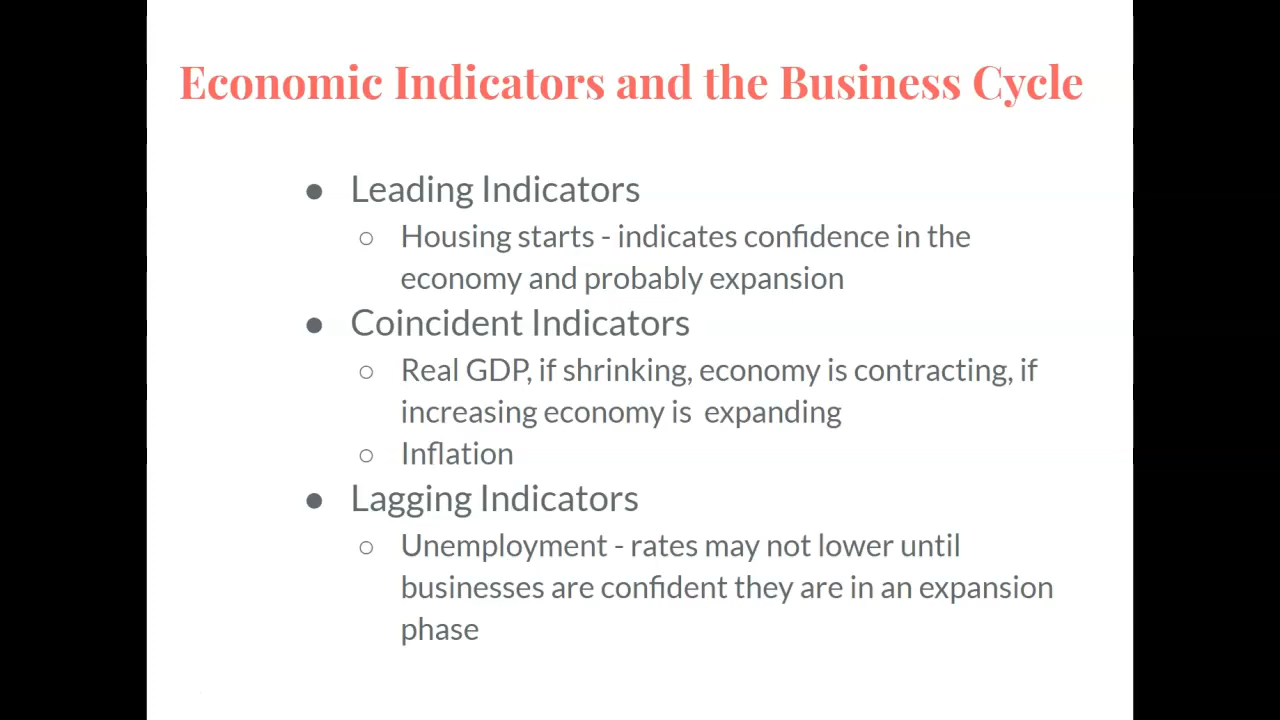 Economic Indicators and the Business Cycle
● Leading Indicators
○ Housing starts - indicates confidence in the
economy and probably expansion
● Coincident Indicators
○ Real GDP, if shrinking, economy is contracting, if
increasing economy is  expanding
○ Inflation
● Lagging Indicators
○ Unemployment - rates may not lower until
businesses are confident they are in an expansion
phase